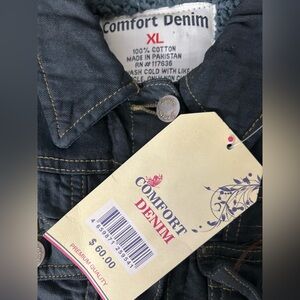 Comfort Denim
XL
100% COTTON
MADE IN PAKISTAN
RN # 117636
WASH COLD WITH LIKE
COMFORT
DENIM
$ 60.00
PREMIUM QUALITY